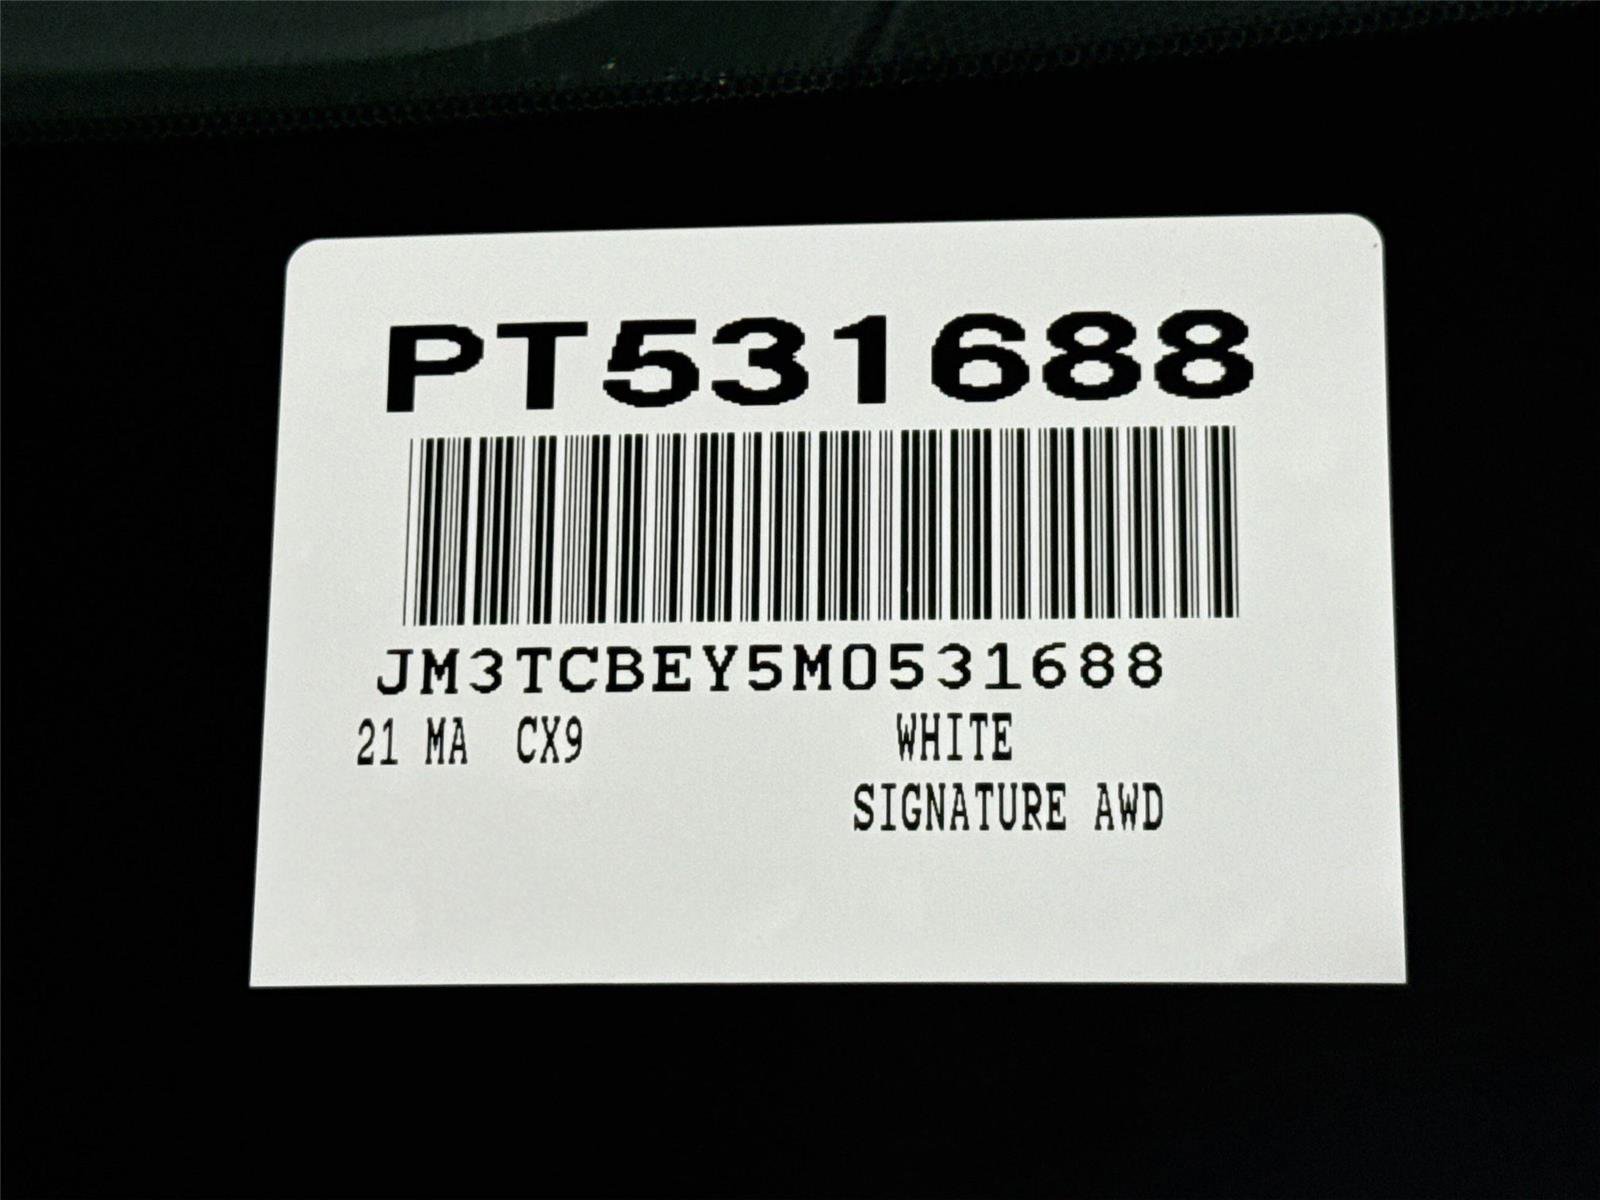 PT531688
JM3TCBEY5M0531688
21 MA CX9 WHITE
SIGNATURE AWD